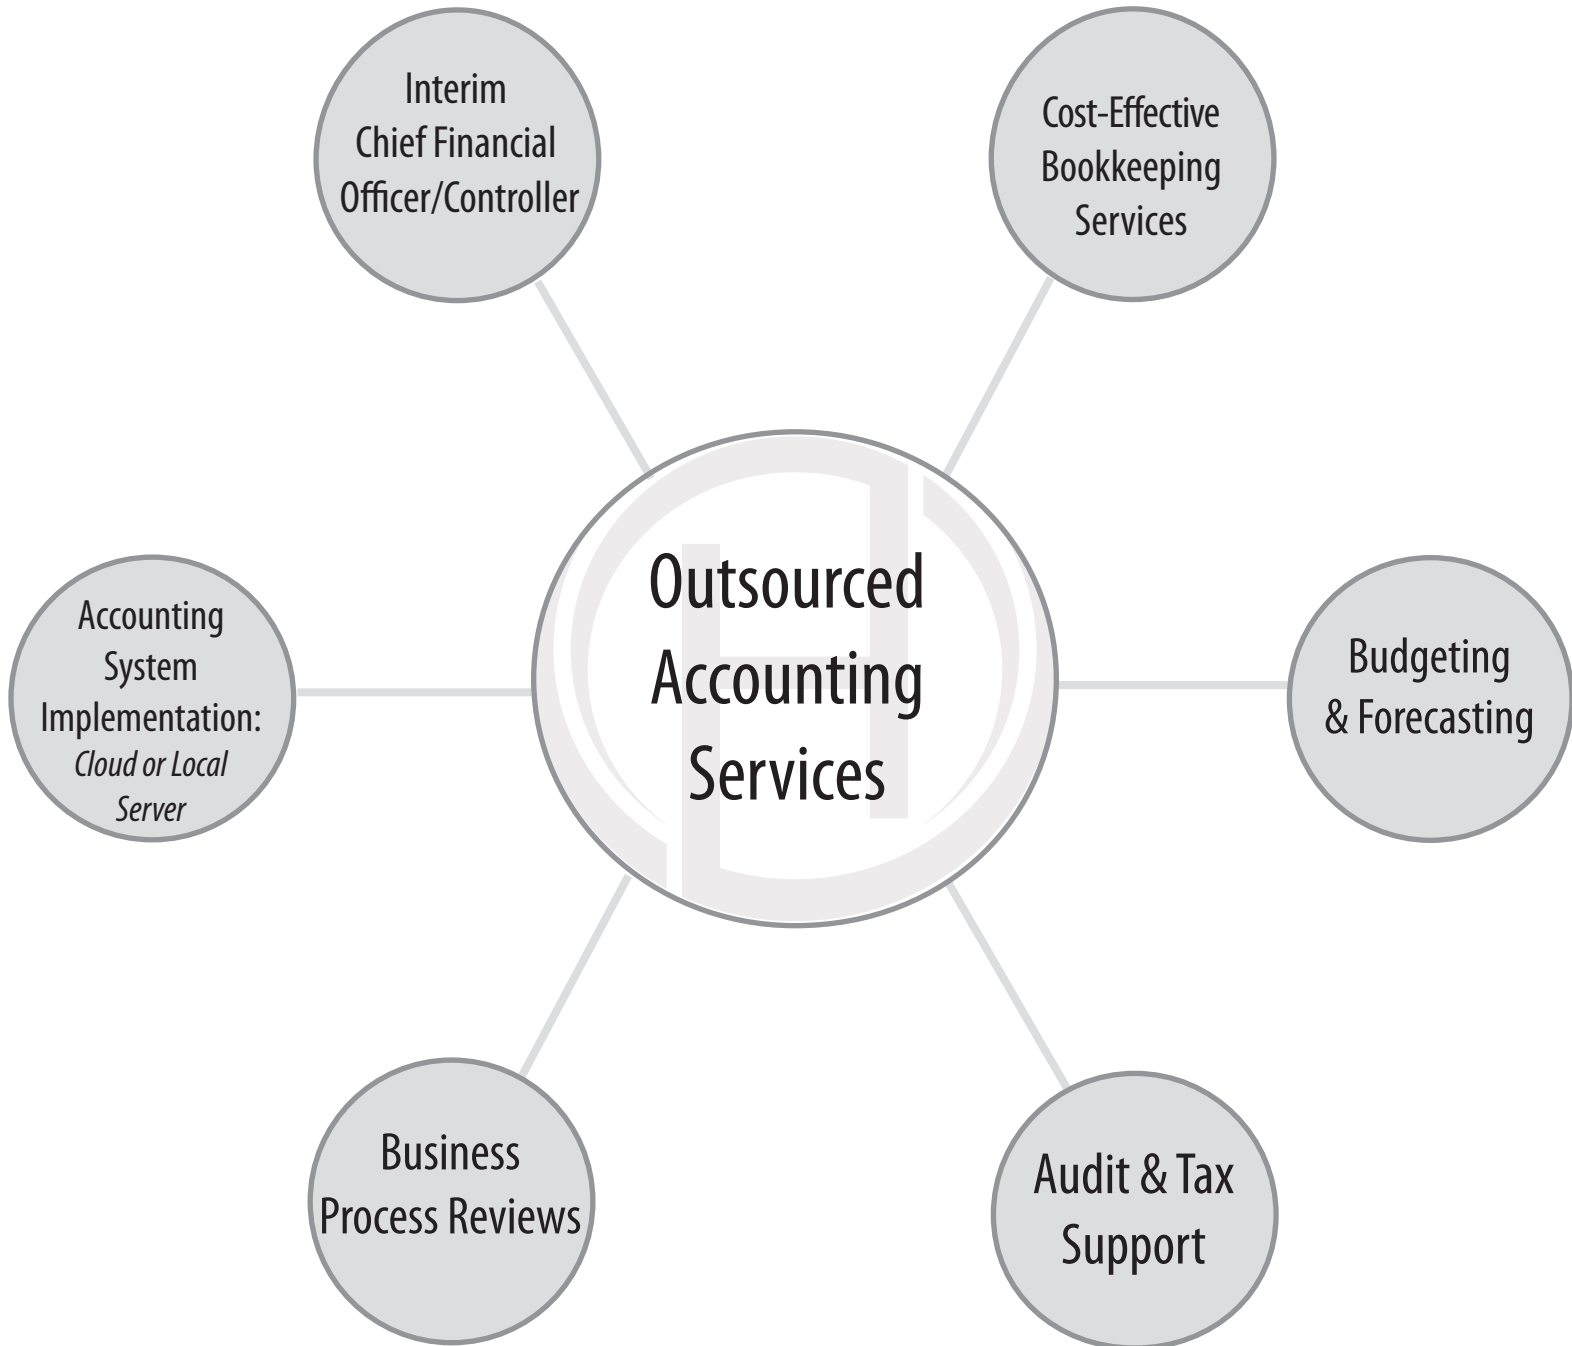 Interim
Chief Financial
Officer/Controller
Cost-Effective
Bookkeeping
Services
Outsourced
Accounting
Services
Accounting
System
Implementation:
Cloud or Local
Server
Budgeting
& Forecasting
Business
Process Reviews
Audit & Tax
Support